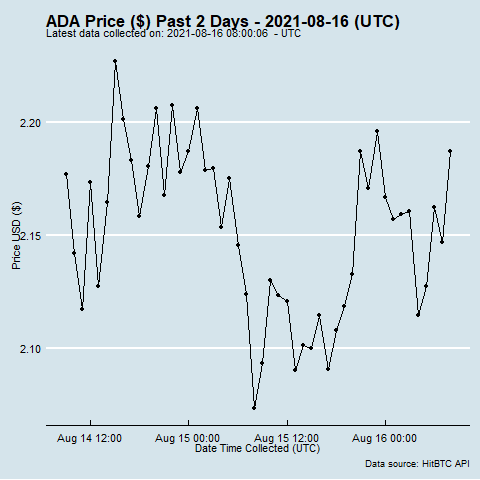 ADA Price ($) Past 2 Days - 2021-08-16 (UTC)
Latest data collected on: 2021-08-16 08:00:06  - UTC
2.20
2.15
2.10
Price USD ($)
Aug 14 12:00
Aug 15 00:00
Aug 15 12:00
Aug 16 00:00
Date Time Collected (UTC)
Data source: HitBTC API